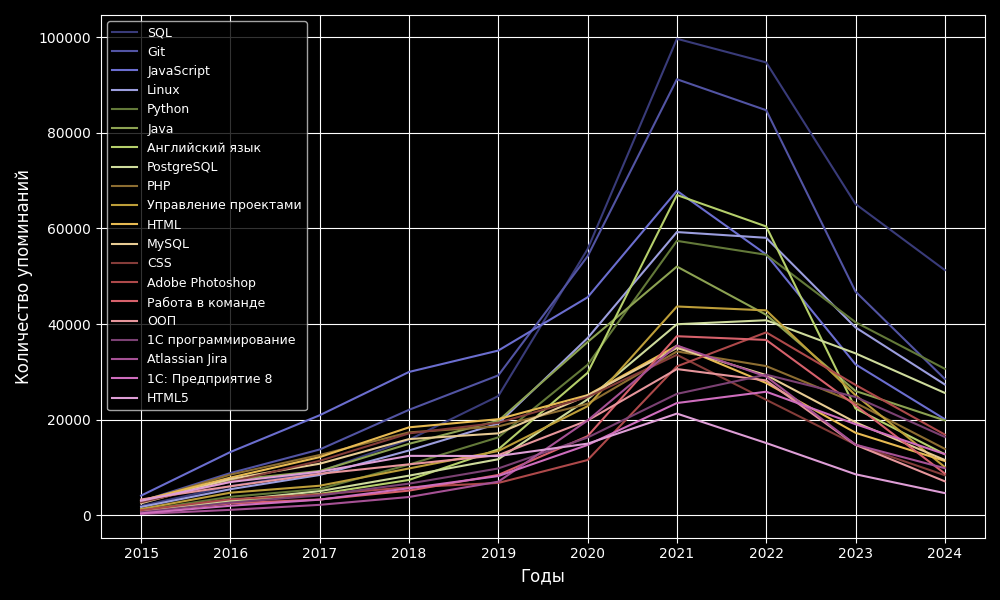 100000
80000
60000
40000
20000
0
Количество упоминаний
SQL
Git
JavaScript
Linux
Python
Java
Английский язык
PostgreSQL
PHP
Управление проектами
HTML
MySQL
CSS
Adobe Photoshop
Работа в команде
ООП
1С программирование
Atlassian Jira
1С: Предприятие 8
HTML5
2015 2016 2017 2018 2019 2020 2021 2022 2023 2024
Годы